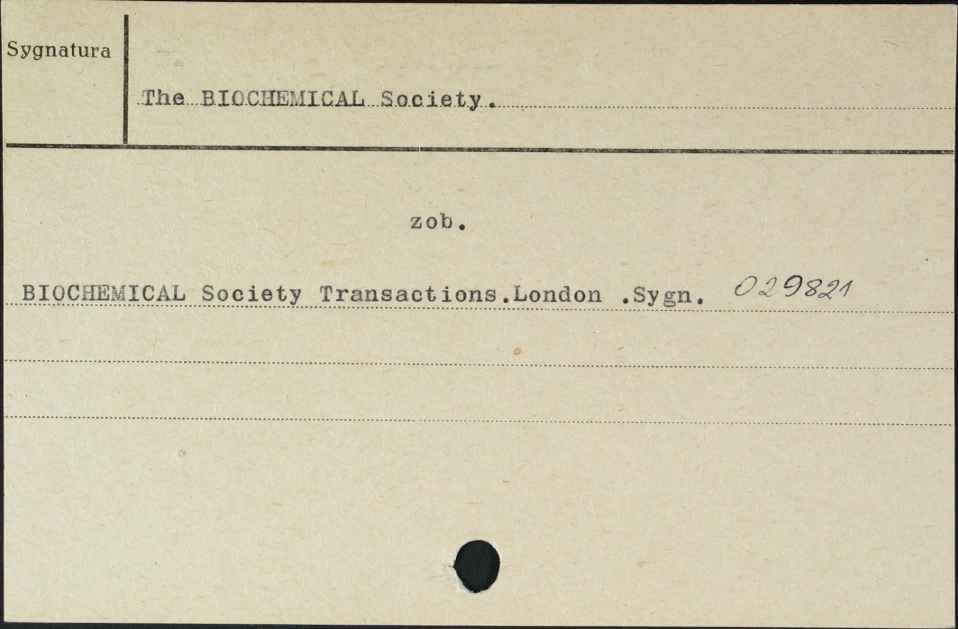 Sygnatura
The BIOCHEMICAL Society.
zob.
BIOCHEMICAL Society Transactions.London .Sygn. 029821